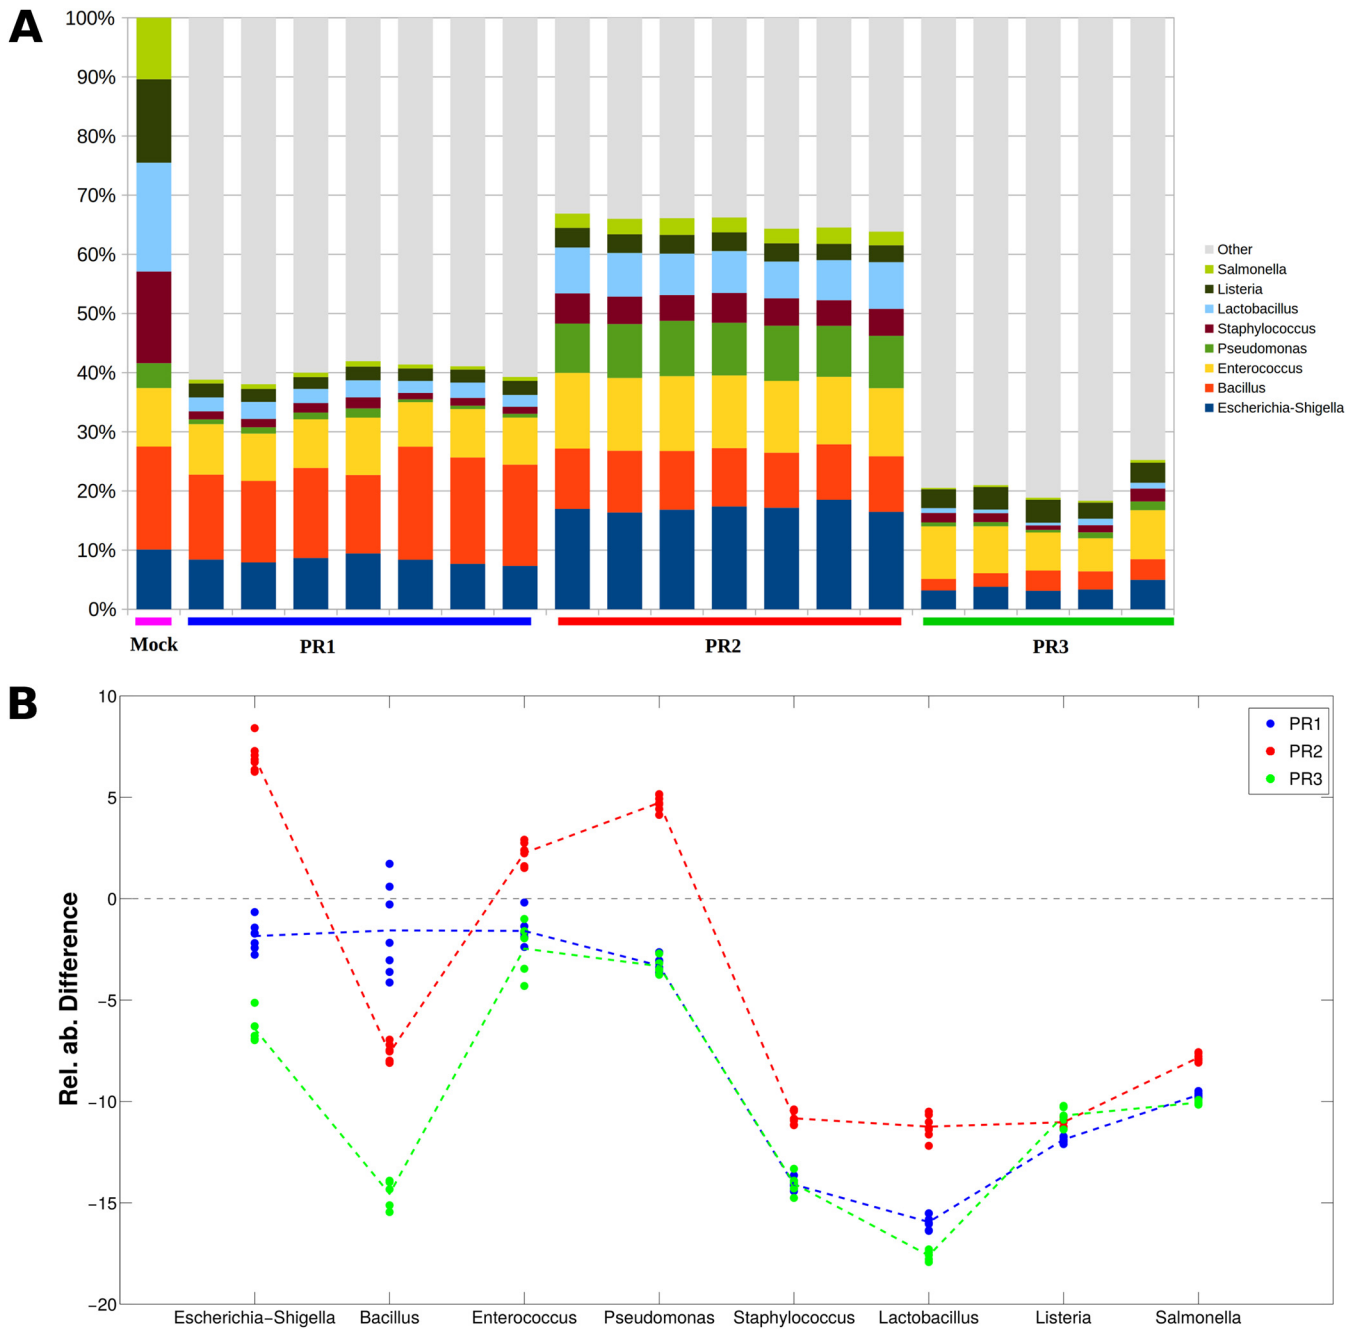 A
100%
90%
80%
70%
60%
50%
40%
30%
20%
10%
0%
Other
Salmonella
Listeria
Lactobacillus
Staphylococcus
Pseudomonas
Enterococcus
Bacillus
Escherichia-Shigella
Mock PR1 PR2 PR3
B
Rel. ab. Difference
10
5
0
−5
−10
−15
−20
PR1
PR2
PR3
Escherichia−Shigella Bacillus Enterococcus Pseudomonas Staphylococcus Lactobacillus Listeria Salmonella